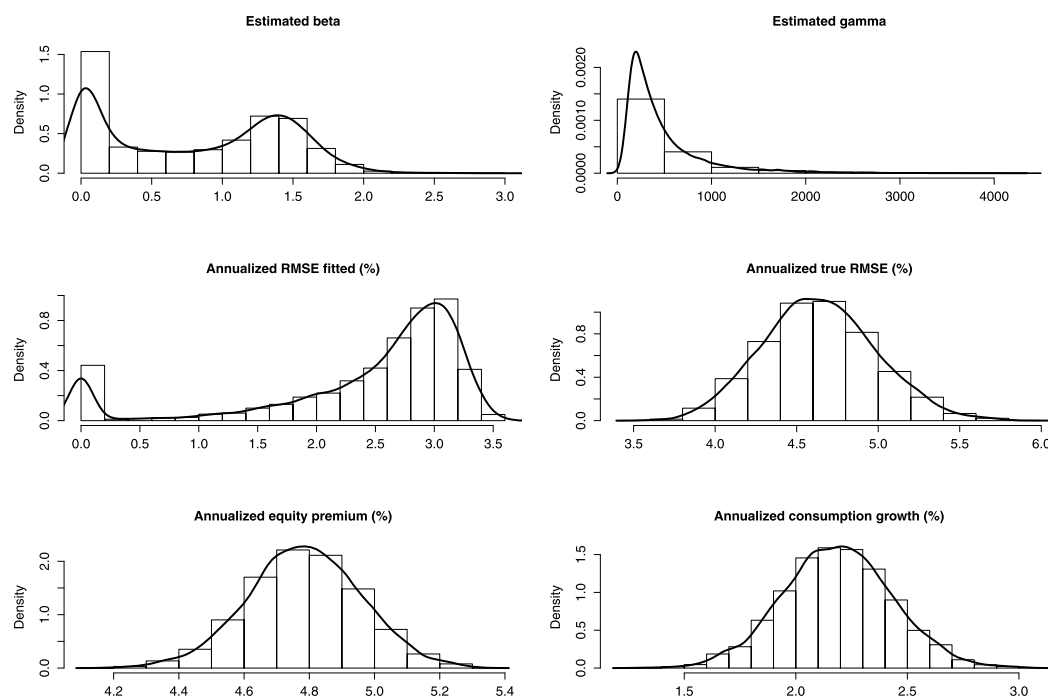 Estimated beta
Density
0.0 0.5 1.0 1.5
0.0 0.5 1.0 1.5 2.0 2.5 3.0
Estimated gamma
Density
0.0000 0.0010 0.0020
0 1000 2000 3000 4000
Annualized RMSE fitted (%)
Density
0.0 0.4 0.8
0.0 0.5 1.0 1.5 2.0 2.5 3.0 3.5
Annualized true RMSE (%)
Density
0.0 0.4 0.8
3.5 4.0 4.5 5.0 5.5 6.0
Annualized equity premium (%)
Density
0.0 1.0 2.0
4.2 4.4 4.6 4.8 5.0 5.2 5.4
Annualized consumption growth (%)
Density
0.0 0.5 1.0 1.5
1.5 2.0 2.5 3.0